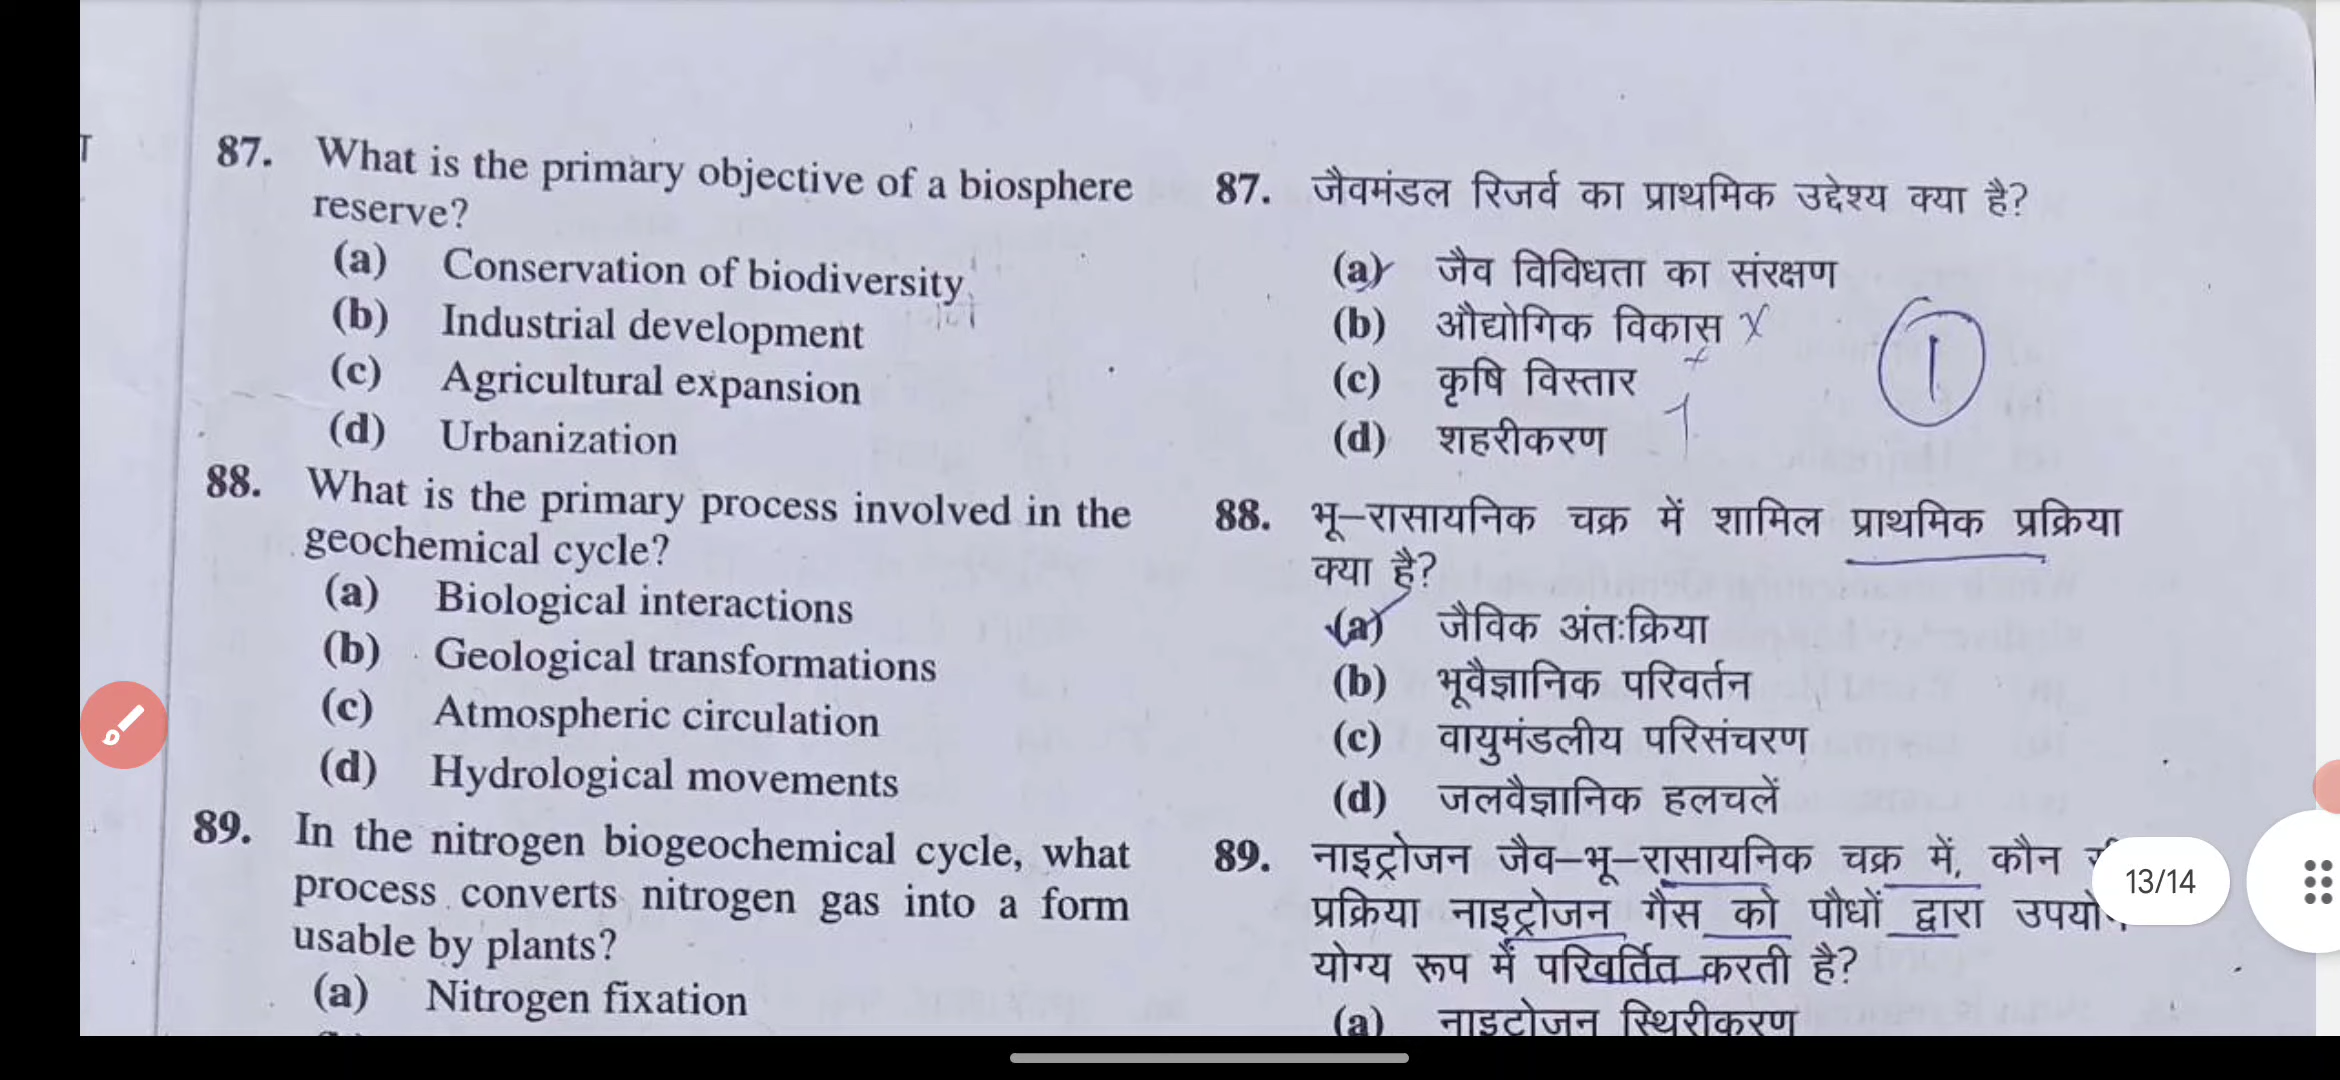 87. What is the primary objective of a biosphere
reserve?
(a) Conservation of biodiversity
(b) Industrial development
(c) Agricultural expansion
(d) Urbanization
88. What is the primary process involved in the
geochemical cycle?
(a) Biological interactions
(b) Geological transformations
(c) Atmospheric circulation
(d) Hydrological movements
89. In the nitrogen biogeochemical cycle, what
process converts nitrogen gas into a form
usable by plants?
(a) Nitrogen fixation
87. जैवमंडल रिजर्व का प्राथमिक उद्देश्य क्या है?
(a) जैव विविधता का संरक्षण
(b) औद्योगिक विकास
(c) कृषि विस्तार
(d) शहरीकरण
1
88. भू–रासायनिक चक्र में शामिल प्राथमिक प्रक्रिया
क्या है?
(a) जैविक अंतःक्रिया
(b) भूवैज्ञानिक परिवर्तन
(c) वायुमंडलीय परिसंचरण
(d) जलवैज्ञानिक हलचलें
89. नाइट्रोजन जैव–भू–रासायनिक चक्र में, कौन
प्रक्रिया नाइट्रोजन गैस को पौधों द्वारा
योग्य रूप में परिवर्तित करती है?
(a) नाइट्रोजन स्थिरीकरण
13/14